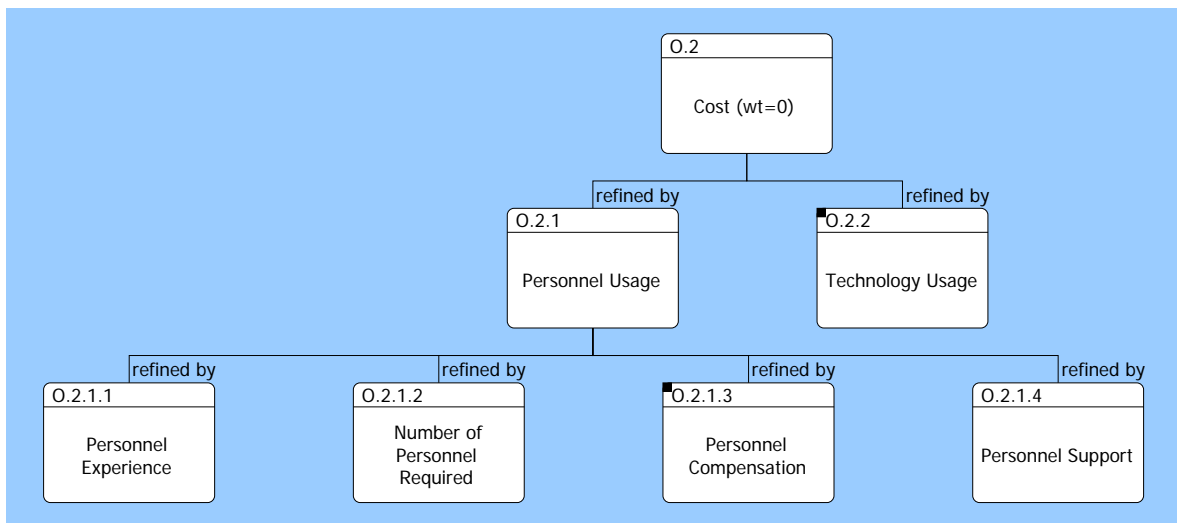 O.2
Cost (wt=0)
refined by
refined by
O.2.1
O.2.2
Personnel Usage
Technology Usage
refined by
refined by
refined by
refined by
O.2.1.1
O.2.1.2
O.2.1.3
O.2.1.4
Personnel
Experience
Number of
Personnel
Required
Personnel
Compensation
Personnel Support